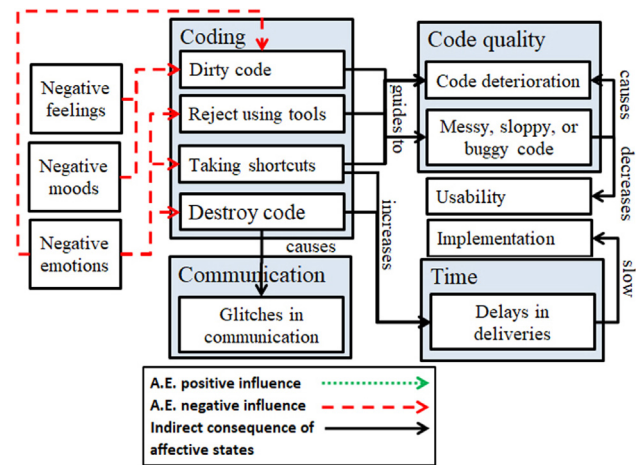 Coding
Dirty code
Reject using tools
Taking shortcuts
Destroy code
Negative
feelings
Negative
moods
Negative
emotions
guides to
increases
causes
Communication
Glitches in
communication
Code quality
Code deterioration
Messy, sloppy, or
buggy code
causes
decreases
Usability
Implementation
slow
Time
Delays in
deliveries
A.E. positive influence
A.E. negative influence
Indirect consequence of
affective states